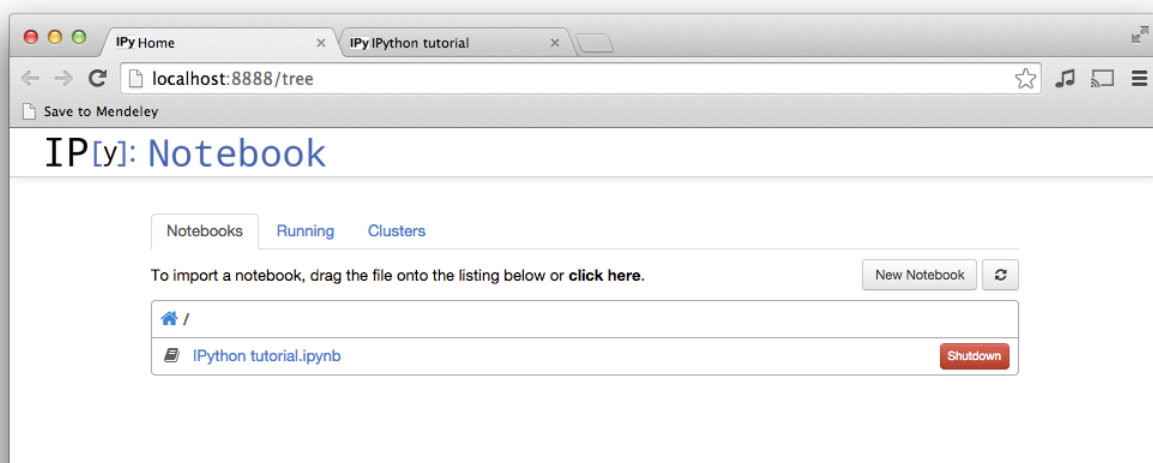 IPy Home × IPy IPython tutorial ×
localhost:8888/tree
Save to Mendeley
IP[y]: Notebook
Notebooks Running Clusters
To import a notebook, drag the file onto the listing below or click here. New Notebook
/
IPython tutorial.ipynb Shutdown